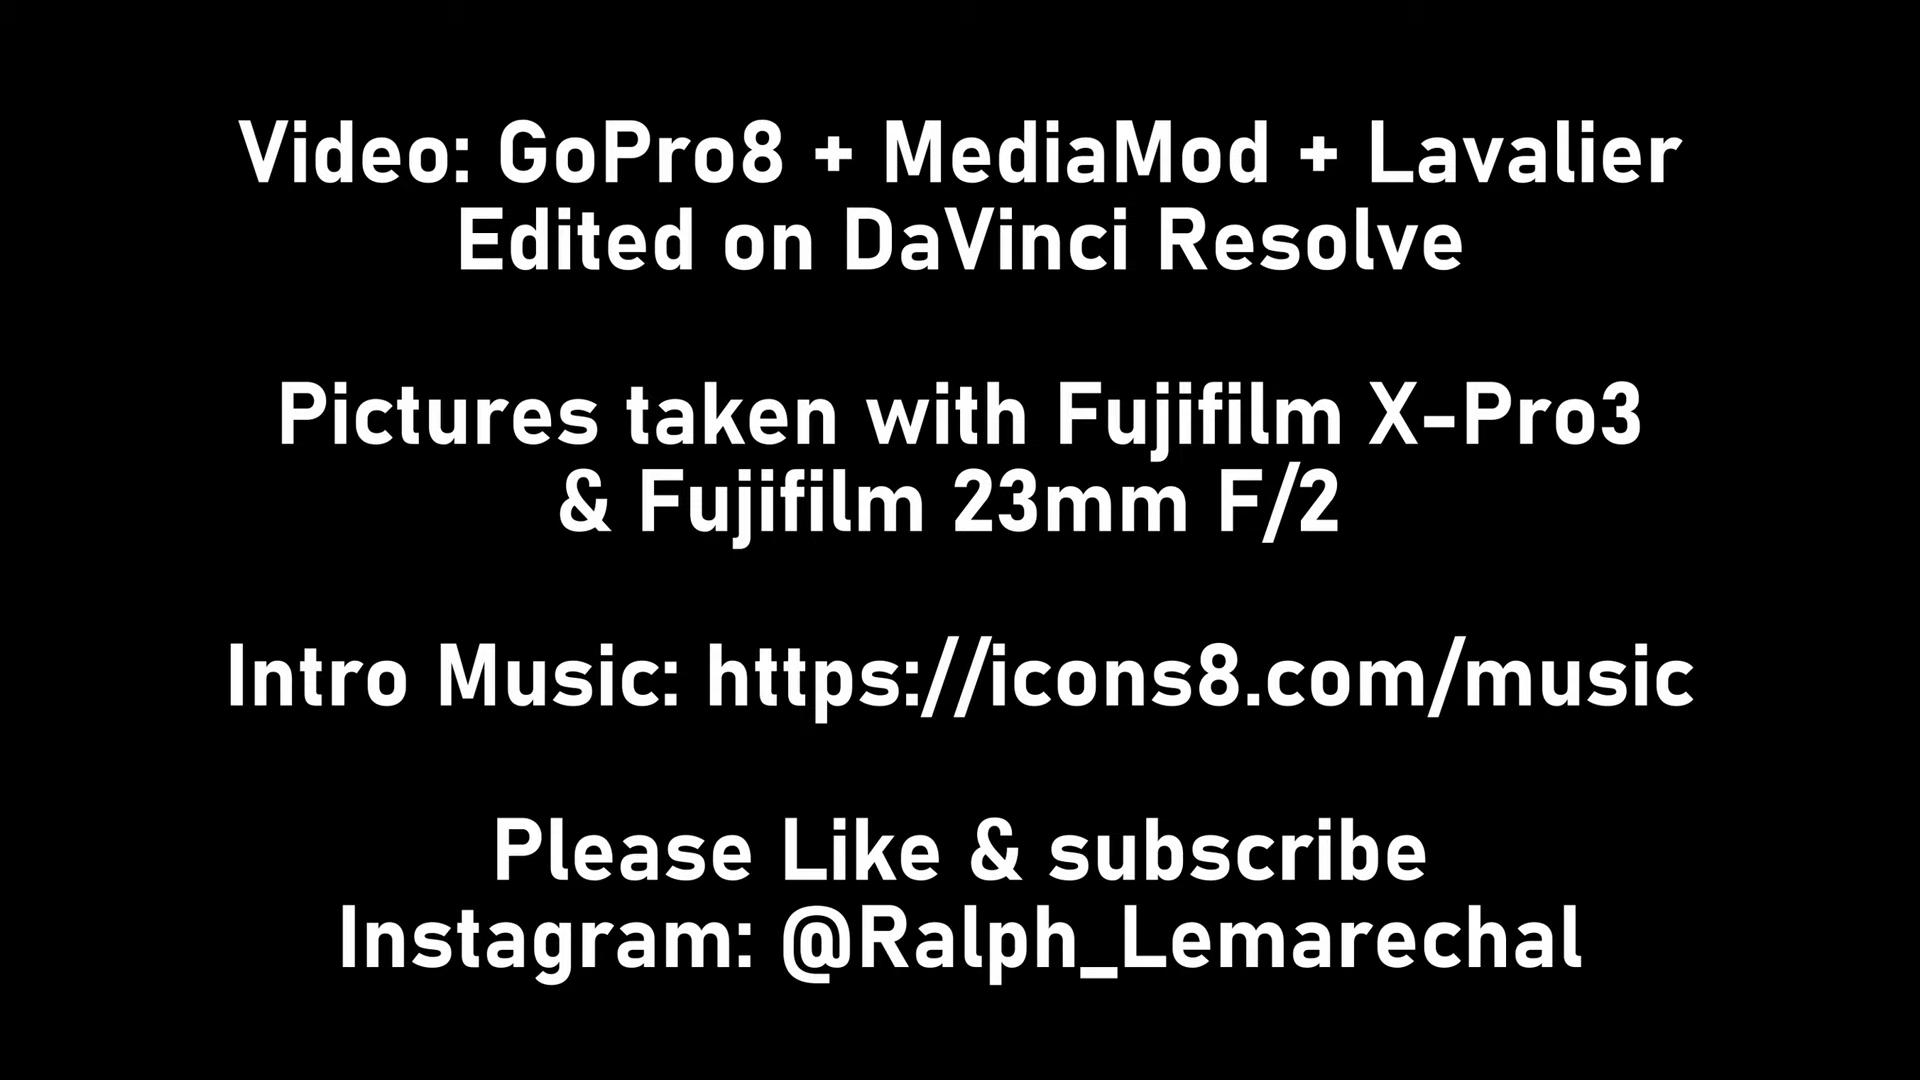 Video: GoPro8 + MediaMod + Lavalier
Edited on DaVinci Resolve
Pictures taken with Fujifilm X-Pro3
& Fujifilm 23mm F/2
Intro Music: https://icons8.com/music
Please Like & subscribe
Instagram: @Ralph_Lemarechal